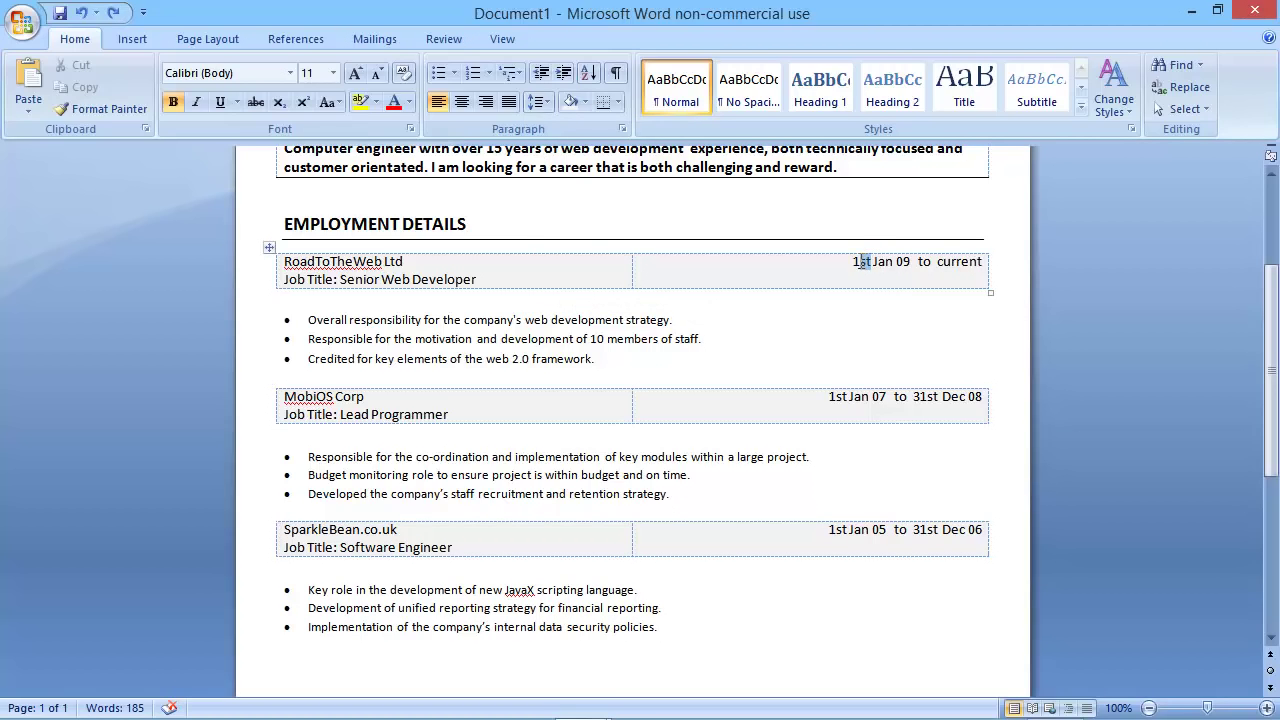 Document1 - Microsoft Word non-commercial use
Home Insert Page Layout References Mailings Review View
Paste
Cut
Copy
Format Painter
Clipboard
Calibri (Body) 11
Font
Paragraph
AaBbCcDc ¶ Normal
AaBbCcDc ¶ No Spaci...
AaBbC Heading 1
AaBbCc Heading 2
AaB Title
AaBbCc. Subtitle
Change Styles
Styles
Find
Replace
Select
Editing
Computer engineer with over 15 years of web development experience, both technically focused and
customer orientated. I am looking for a career that is both challenging and reward.
EMPLOYMENT DETAILS
RoadToTheWeb Ltd 1st Jan 09 to current
Job Title: Senior Web Developer
• Overall responsibility for the company's web development strategy.
• Responsible for the motivation and development of 10 members of staff.
• Credited for key elements of the web 2.0 framework.
MobiOS Corp 1st Jan 07 to 31st Dec 08
Job Title: Lead Programmer
• Responsible for the co-ordination and implementation of key modules within a large project.
• Budget monitoring role to ensure project is within budget and on time.
• Developed the company's staff recruitment and retention strategy.
SparkleBean.co.uk 1st Jan 05 to 31st Dec 06
Job Title: Software Engineer
• Key role in the development of new JavaX scripting language.
• Development of unified reporting strategy for financial reporting.
• Implementation of the company's internal data security policies.
Page: 1 of 1 Words: 185 100%